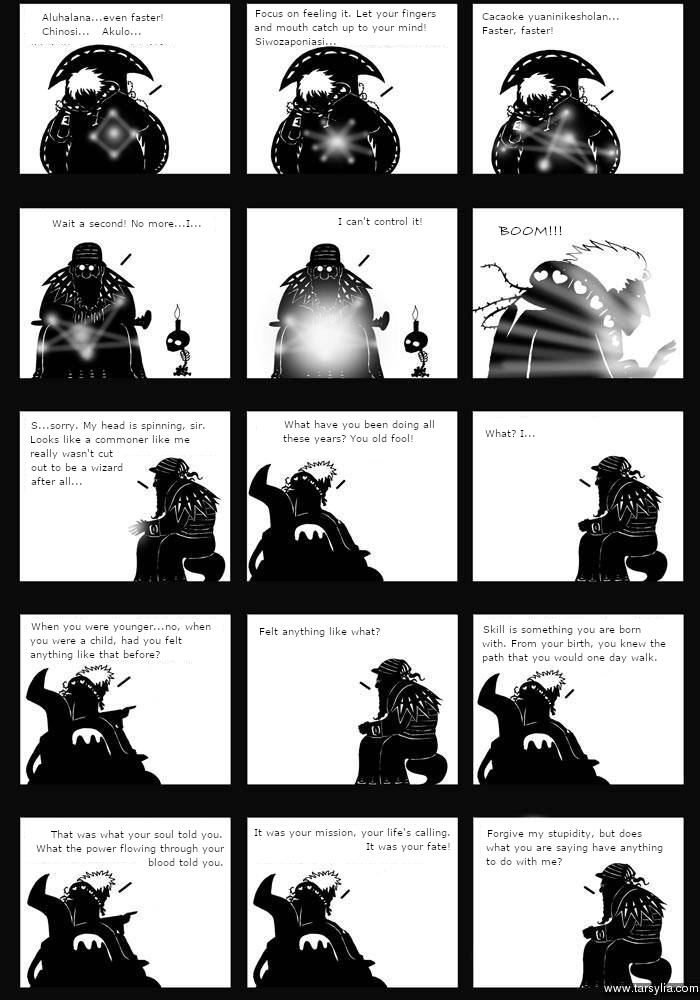 Aluhalana...even faster!
Chinosi... Akulo...
Focus on feeling it. Let your fingers
and mouth catch up to your mind!
Siwozaponiasi...
Cacaoke yuaninikesholan...
Faster, faster!
Wait a second! No more...I...
I can't control it!
BOOM!!!
S...sorry. My head is spinning, sir.
Looks like a commoner like me
really wasn't cut
out to be a wizard
after all...
What have you been doing all
these years? You old fool!
What? I...
When you were younger...no, when
you were a child, had you felt
anything like that before?
Felt anything like what?
Skill is something you are born
with. From your birth, you knew the
path that you would one day walk.
That was what your soul told you.
What the power flowing through your
blood told you.
It was your mission, your life's calling.
It was your fate!
Forgive my stupidity, but does
what you are saying have anything
to do with me?
www.tarsylia.com